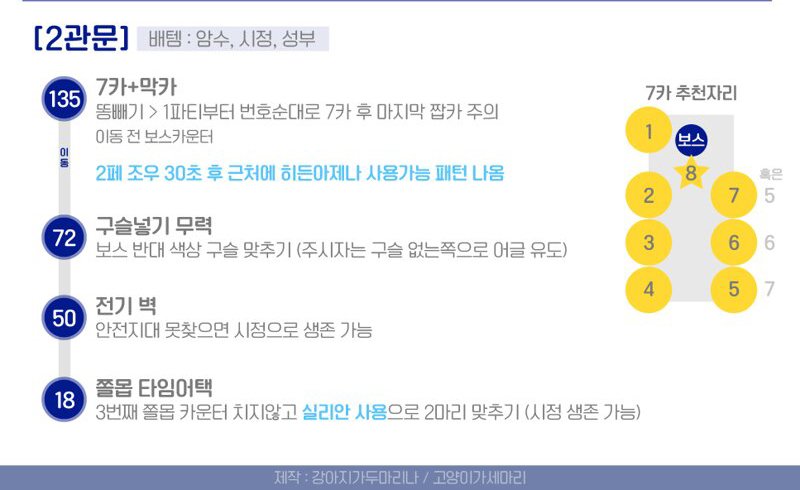 [2관문]
배템 : 암수, 시정, 성부
135
7카+막카
똥빼기 > 1파티부터 번호순대로 7카 후 마지막 짭카 주의
이동 전 보스카운터
이동
2페 조우 30초 후 근처에 히든아제나 사용가능 패턴 나옴
72
구슬넣기 무력
보스 반대 색상 구슬 맞추기 (주시자는 구슬 없는쪽으로 어글 유도)
50
전기 벽
안전지대 못찾으면 시정으로 생존 가능
18
쫄몹 타임어택
3번째 쫄몹 카운터 치지않고 실리안 사용으로 2마리 맞추기 (시정 생존 가능)
7카 추천자리
1
보스
8
혹은
2
7
5
3
6
6
4
5
7
제작 : 강아지가두마리나 / 고양이가세마리